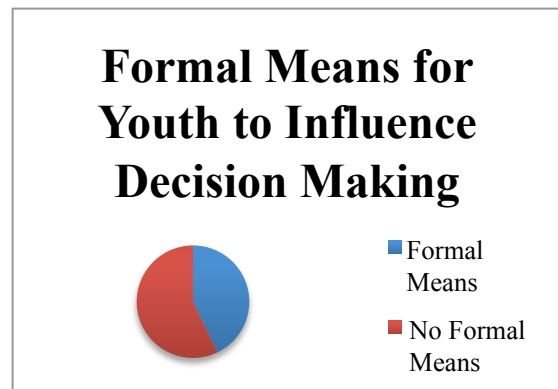 Formal Means for
Youth to Influence
Decision Making
Formal
Means
No Formal
Means